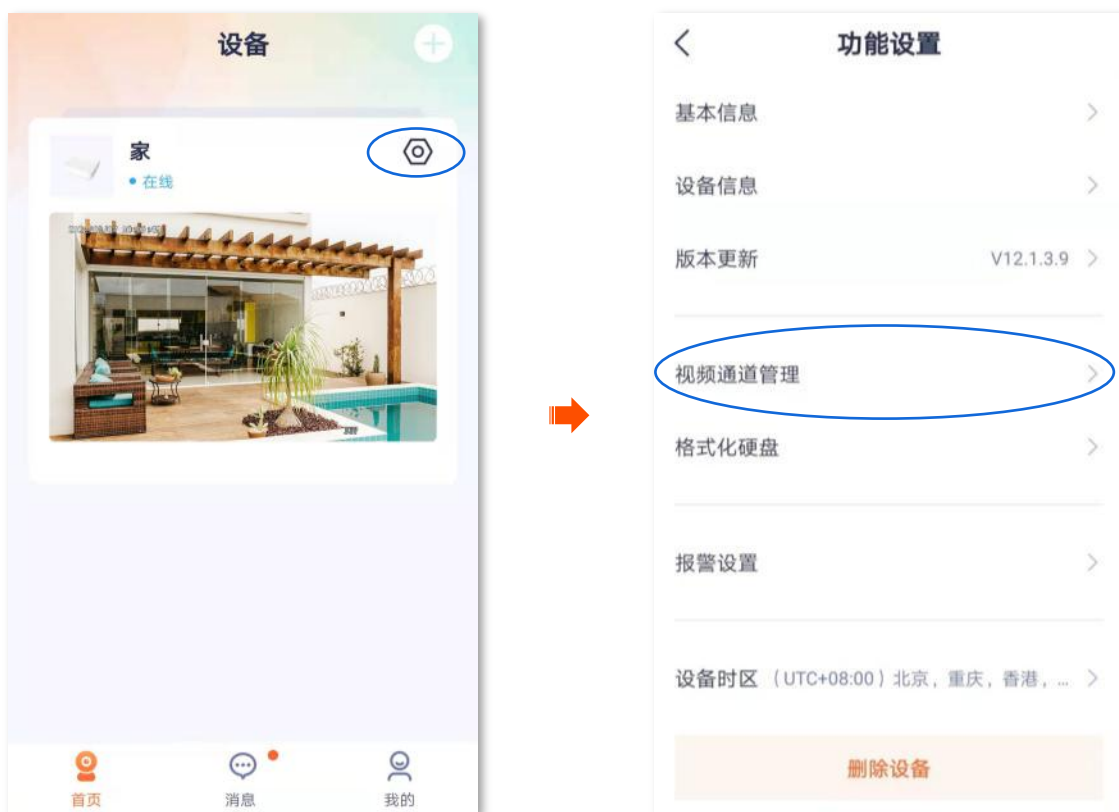 设备
家
在线
首页
消息
我的
功能设置
基本信息
设备信息
版本更新 V12.1.3.9
视频通道管理
格式化硬盘
报警设置
设备时区 (UTC+08:00) 北京, 重庆, 香港, ...
删除设备